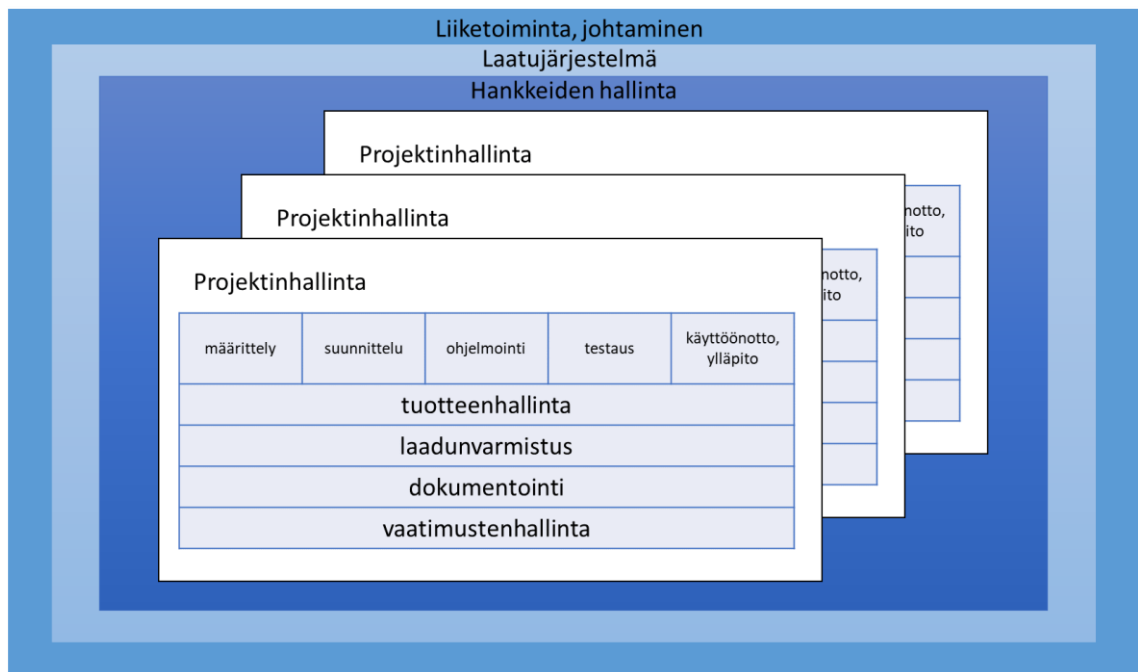 Liiketoiminta, johtaminen
Laatujärjestelmä
Hankkeiden hallinta
Projektinhallinta
Projektinhallinta
Projektinhallinta
määrittely
suunnittelu
ohjelmointi
testaus
käyttöönotto,
ylläpito
tuotteenhallinta
laadunvarmistus
dokumentointi
vaatimustenhallinta